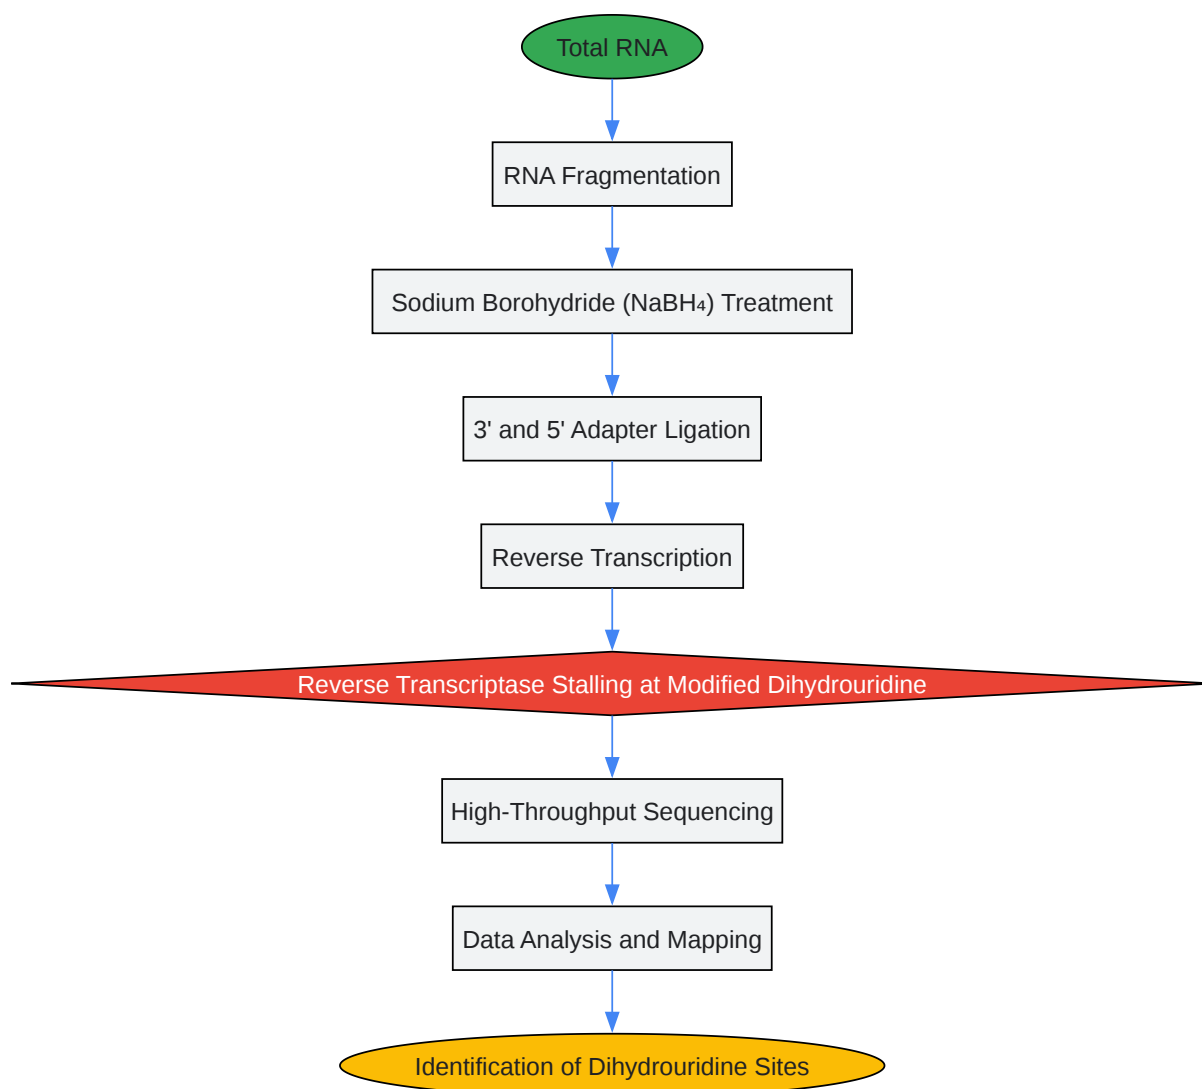 Total RNA
RNA Fragmentation
Sodium Borohydride (NaBH₄) Treatment
3' and 5' Adapter Ligation
Reverse Transcription
Reverse Transcriptase Stalling at Modified Dihydrouridine
High-Throughput Sequencing
Data Analysis and Mapping
Identification of Dihydrouridine Sites